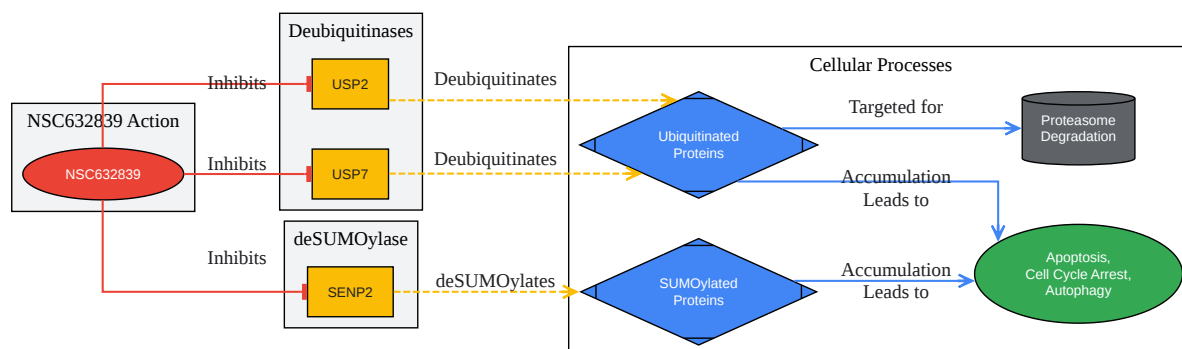 Deubiquitinases
USP2
USP7
Inhibits
Inhibits
NSC632839 Action
NSC632839
Inhibits
deSUMOylase
SENP2
Deubiquitinates
Deubiquitinates
deSUMOylates
Cellular Processes
Ubiquitinated
Proteins
Targeted for
Proteasome
Degradation
Accumulation
Leads to
SUMOylated
Proteins
Accumulation
Leads to
Apoptosis,
Cell Cycle Arrest,
Autophagy